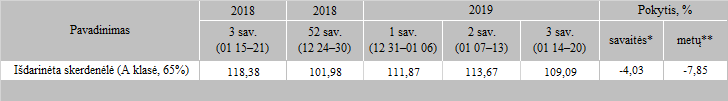 Pavadinimas 2018 2018 2019 Pokytis, %
3 sav. 52 sav. 1 sav. 2 sav. 3 sav. savaitės* metų**
(01 15–21) (12 24–30) (12 31–01 06) (01 07–13) (01 14–20)
Išdarinėta skerdenėlė (A klasė, 65%) 118,38 101,98 111,87 113,67 109,09 -4,03 -7,85